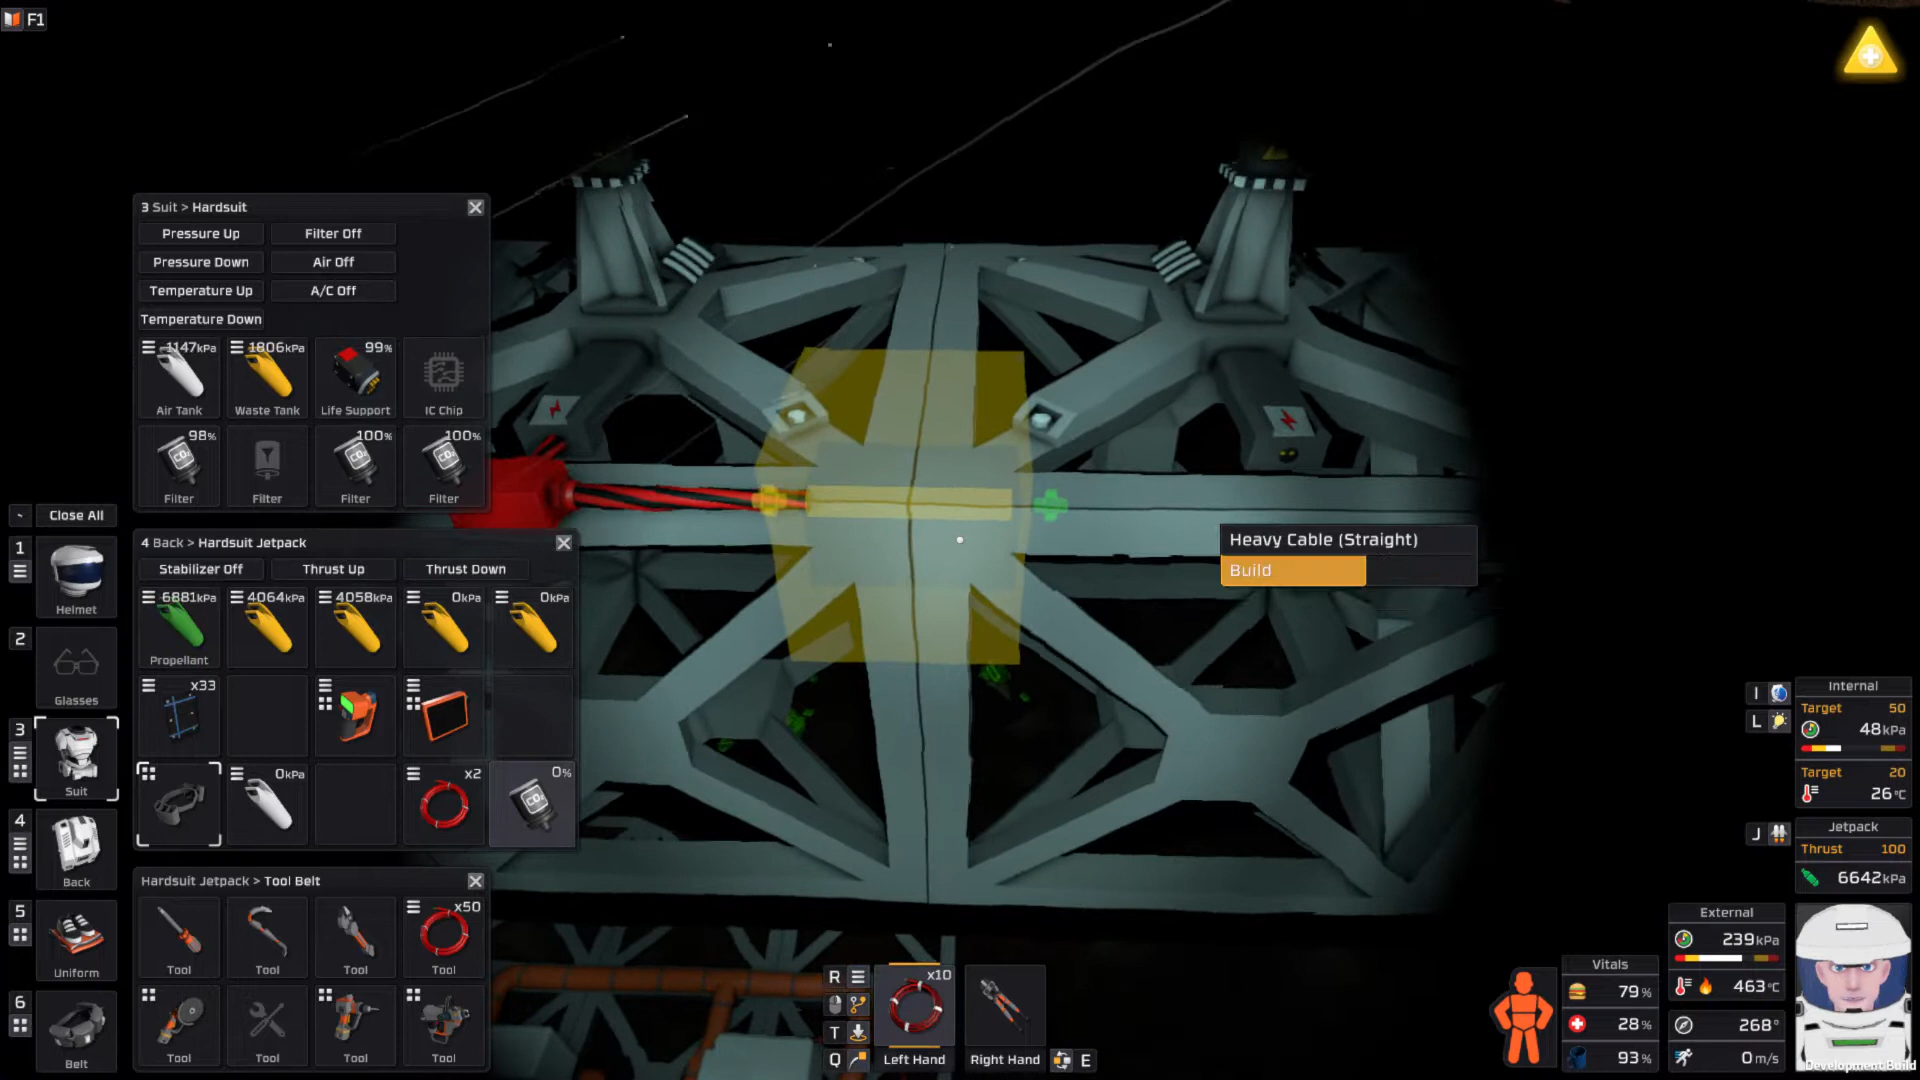 F1
3 Suit > Hardsuit
Pressure Up
Filter Off
Pressure Down
Air Off
Temperature Up
A/C Off
Temperature Down
1147kPa
1806kPa
99%
Air Tank
Waste Tank
Life Support
IC Chip
98%
100%
100%
Filter
Filter
Filter
Filter
~
Close All
1
Helmet
2
Glasses
3
Suit
4
Back
5
Uniform
6
Belt
4 Back > Hardsuit Jetpack
Stabilizer Off
Thrust Up
Thrust Down
6881kPa
4064kPa
4058kPa
0kPa
0kPa
Propellant
x33
0kPa
x2
0%
Hardsuit Jetpack > Tool Belt
x50
Tool
Tool
Tool
Tool
Tool
Tool
Tool
Tool
Heavy Cable (Straight)
Build
R
T
Q
x10
Left Hand
Right Hand
E
I
L
Internal
Target 50
48kPa
Target 20
26°C
J
Jetpack
Thrust 100
6642kPa
External
239kPa
463°C
268°
0m/s
Vitals
79%
28%
93%
Development Build